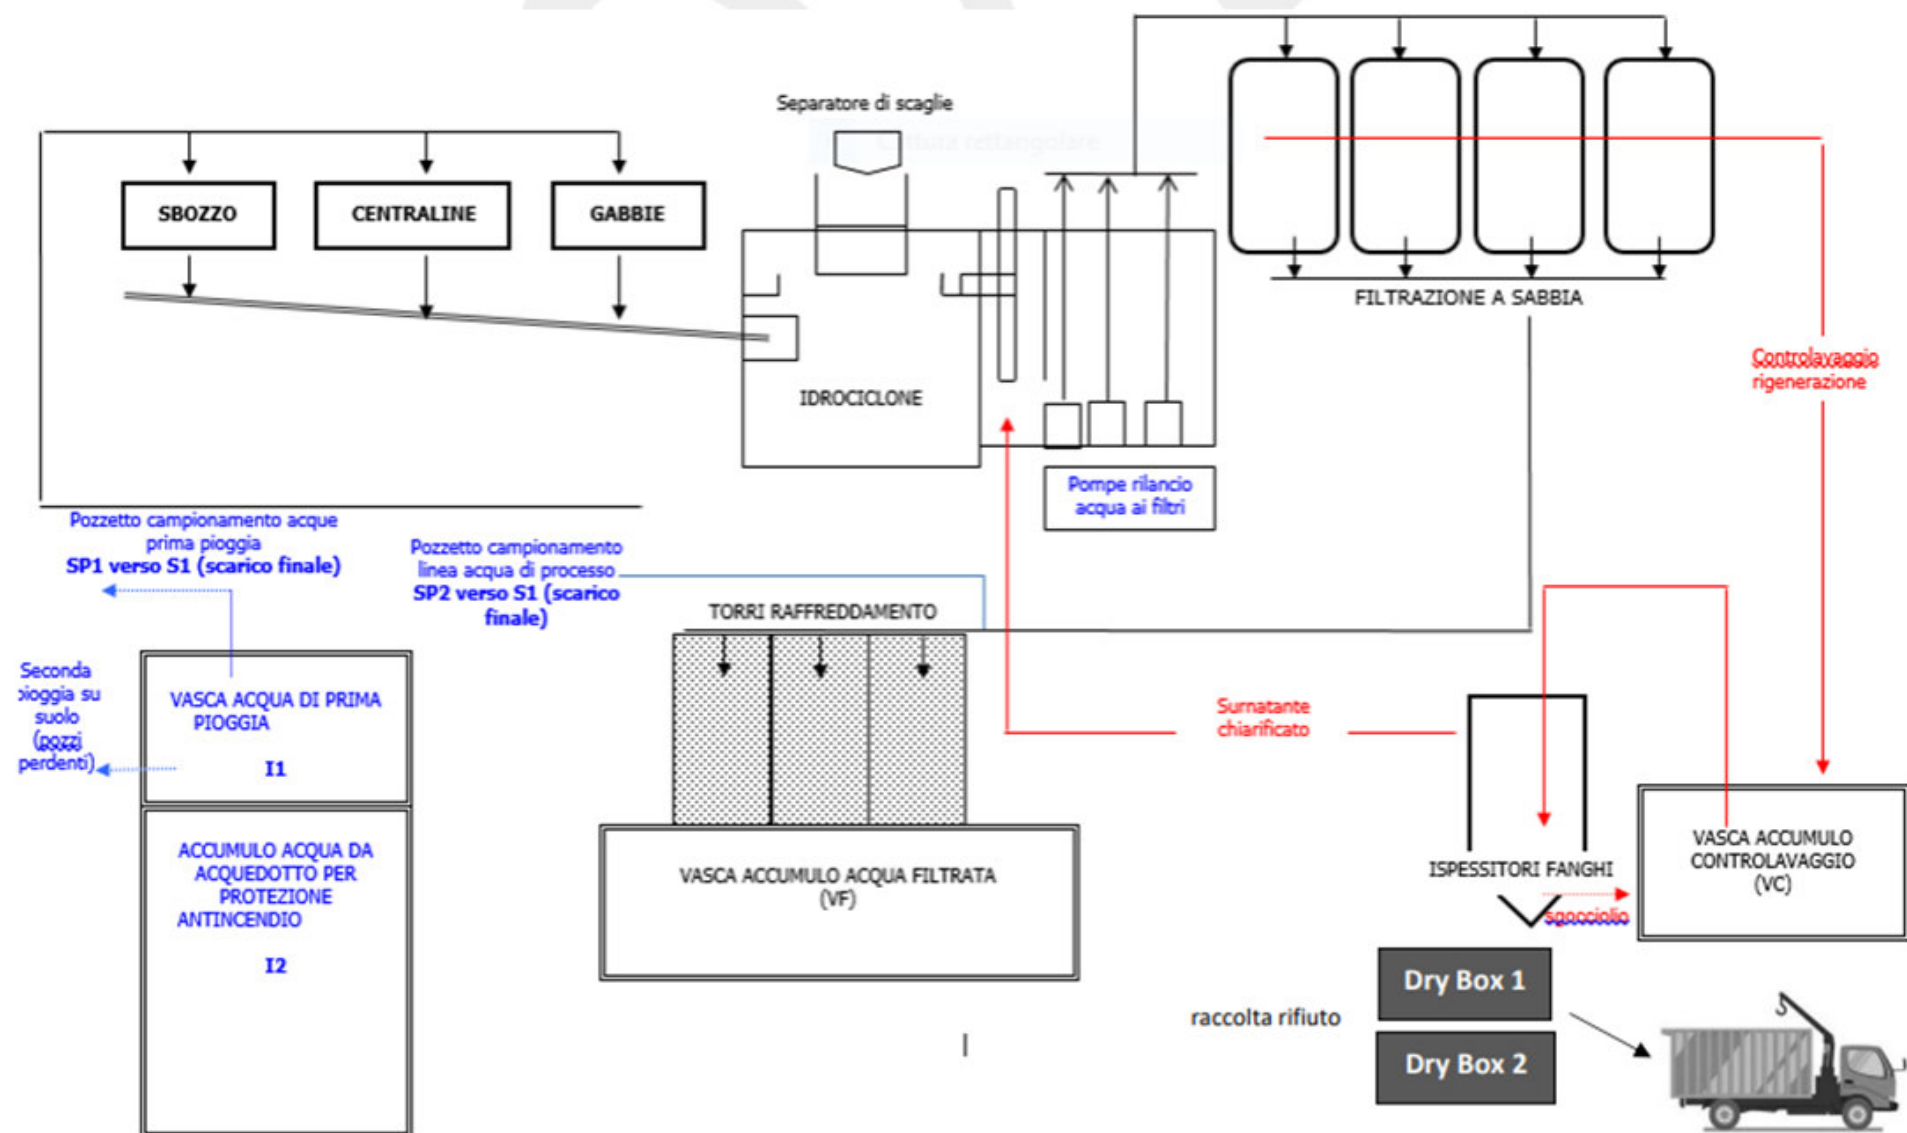 Separatore di scaglie
Cattura rettangolare
SBOZZO
CENTRALINE
GABBIE
IDROCICLONE
FILTRAZIONE A SABBIA
Controlavaggio
rigenerazione
Pompe rilancio
acqua ai filtri
Pozzetto campionamento acque
prima pioggia
SP1 verso S1 (scarico finale)
Pozzetto campionamento
linea acqua di processo
SP2 verso S1 (scarico
finale)
TORRI RAFFREDDAMENTO
Seconda
pioggia su
suolo
(pozzi
perdenti)
VASCA ACQUA DI PRIMA
PIOGGIA
I1
ACCUMULO ACQUA DA
ACQUEDOTTO PER
PROTEZIONE
ANTINCENDIO
I2
VASCA ACCUMULO ACQUA FILTRATA
(VF)
Surnatante
chiarificato
ISPESSITORI FANGHI
sgocciolio
VASCA ACCUMULO
CONTROLAVAGGIO
(VC)
raccolta rifiuto
Dry Box 1
Dry Box 2